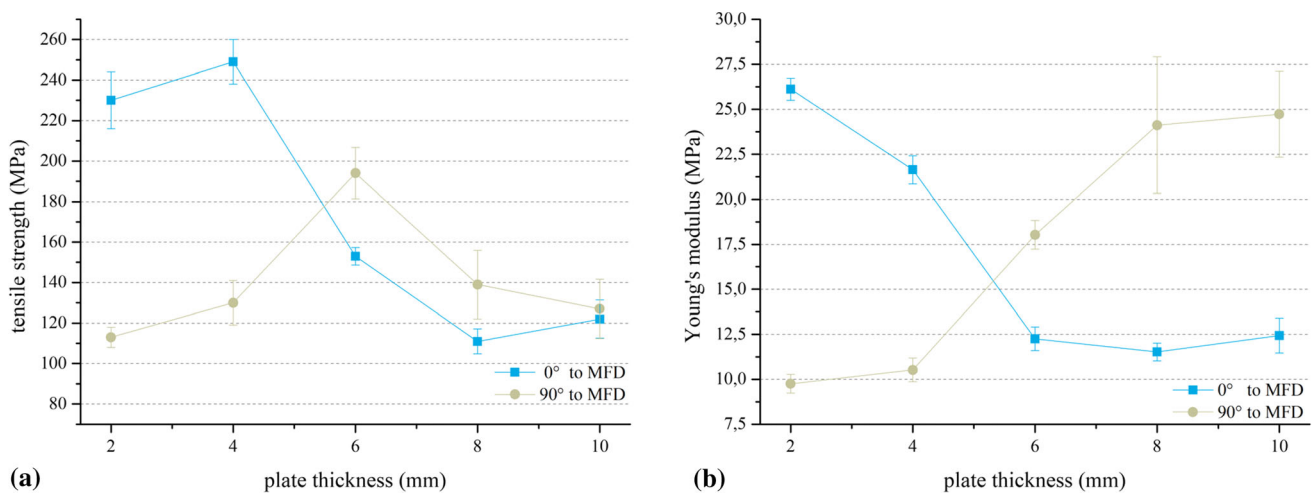 260
240
220
200
180
160
140
120
100
80
tensile strength (MPa)
0° to MFD
90° to MFD
2 4 6 8 10
(a) plate thickness (mm)
30,0
27,5
25,0
22,5
20,0
17,5
15,0
12,5
10,0
7,5
Young's modulus (MPa)
0° to MFD
90° to MFD
2 4 6 8 10
(b) plate thickness (mm)